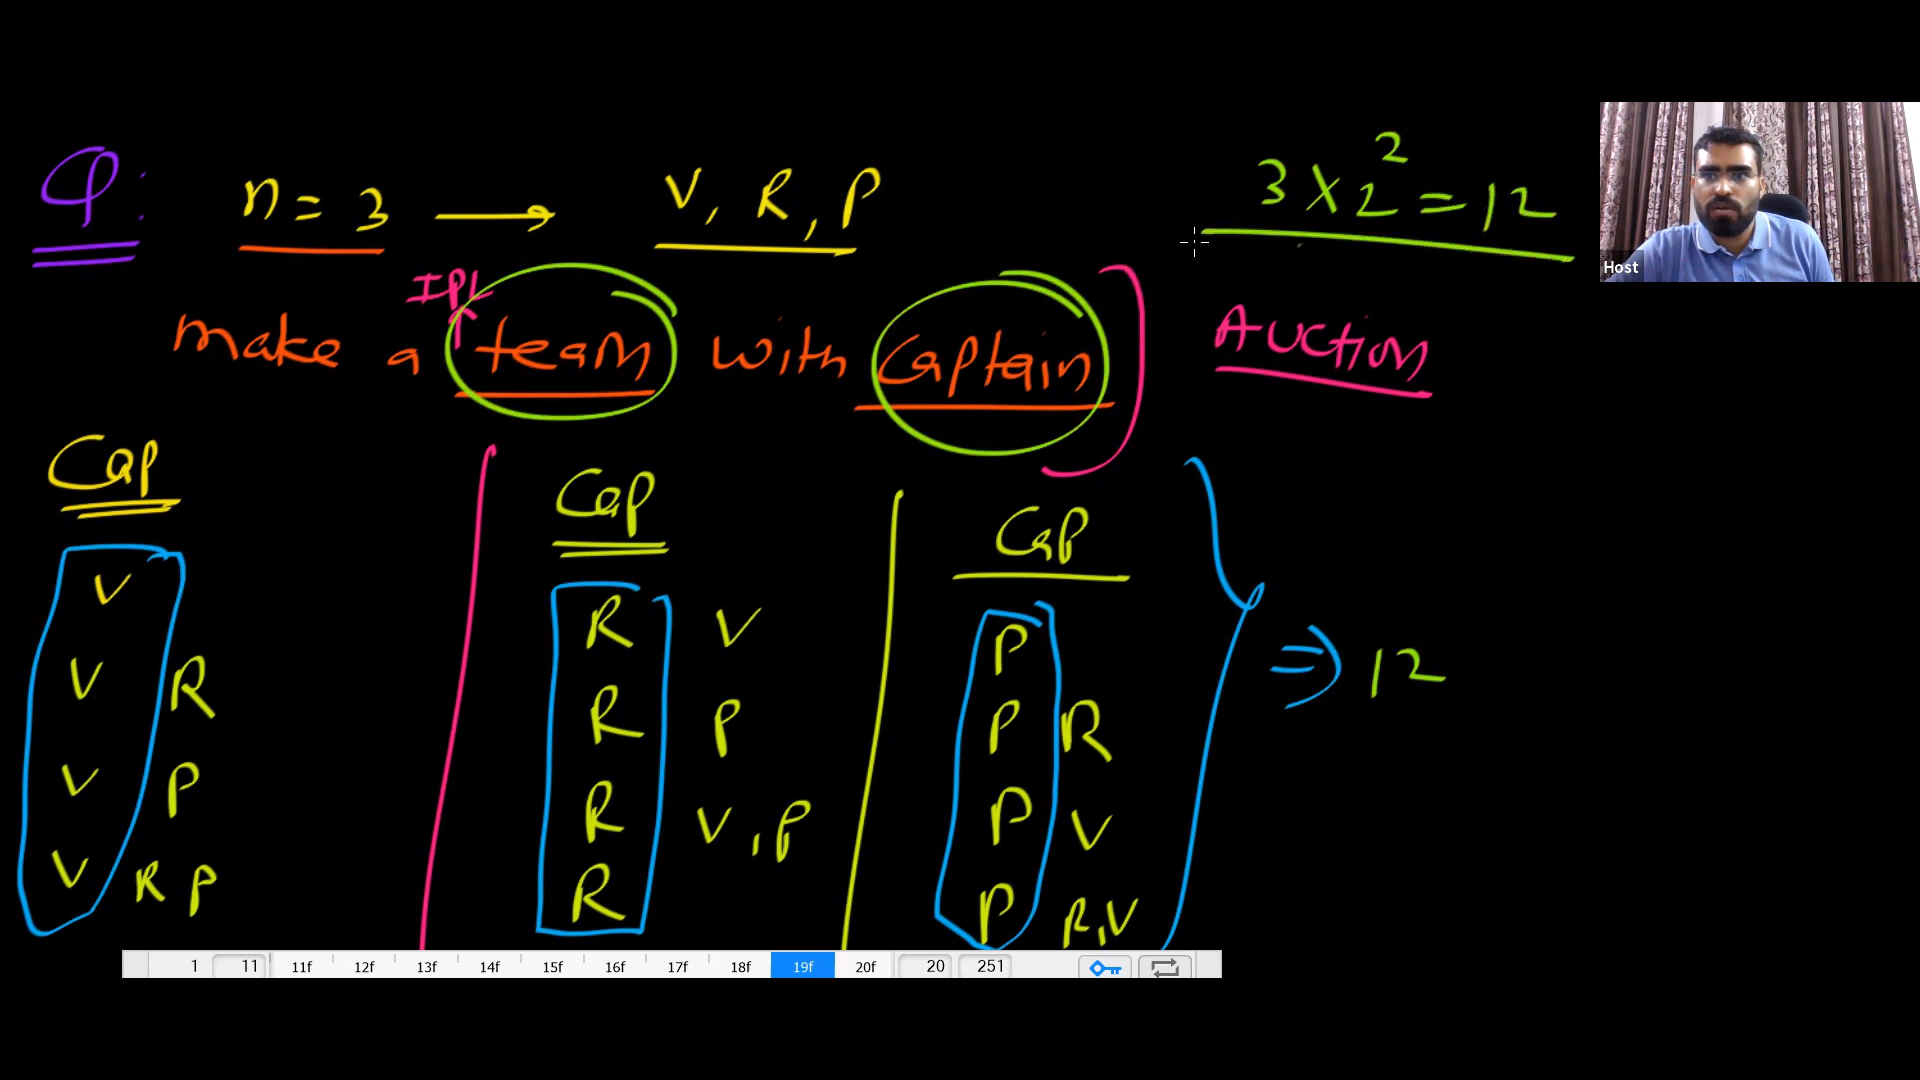 Q: n = 3 → V, R, P
3 X 2² = 12
Host
IPL
make a team with Captain
Auction
Cap
V
V R
V P
V R P
Cap
R V
R P
R V, P
R
Cap
P
P R
P V
P R, V
⇒ 12
1 11 11f 12f 13f 14f 15f 16f 17f 18f 19f 20f 20 251